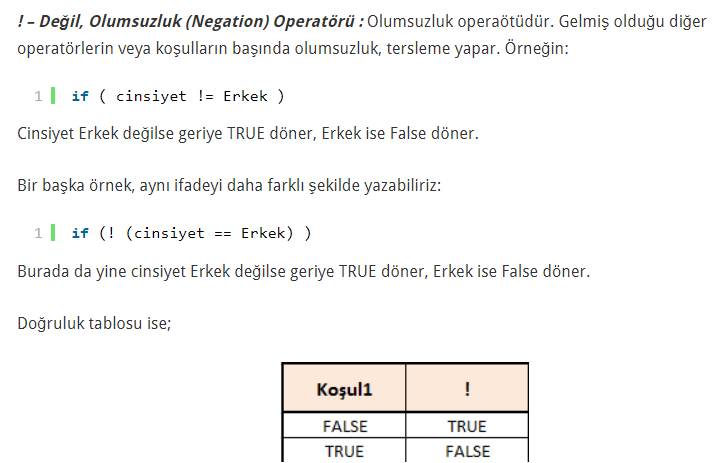 ! – Değil, Olumsuzluk (Negation) Operatörü : Olumsuzluk operaötüdür. Gelmiş olduğu diğer
operatörlerin veya koşulların başında olumsuzluk, tersleme yapar. Örneğin:
1 if ( cinsiyet != Erkek )
Cinsiyet Erkek değilse geriye TRUE döner, Erkek ise False döner.
Bir başka örnek, aynı ifadeyi daha farklı şekilde yazabiliriz:
1 if (! (cinsiyet == Erkek) )
Burada da yine cinsiyet Erkek değilse geriye TRUE döner, Erkek ise False döner.
Doğruluk tablosu ise;
Koşul1 !
FALSE TRUE
TRUE FALSE